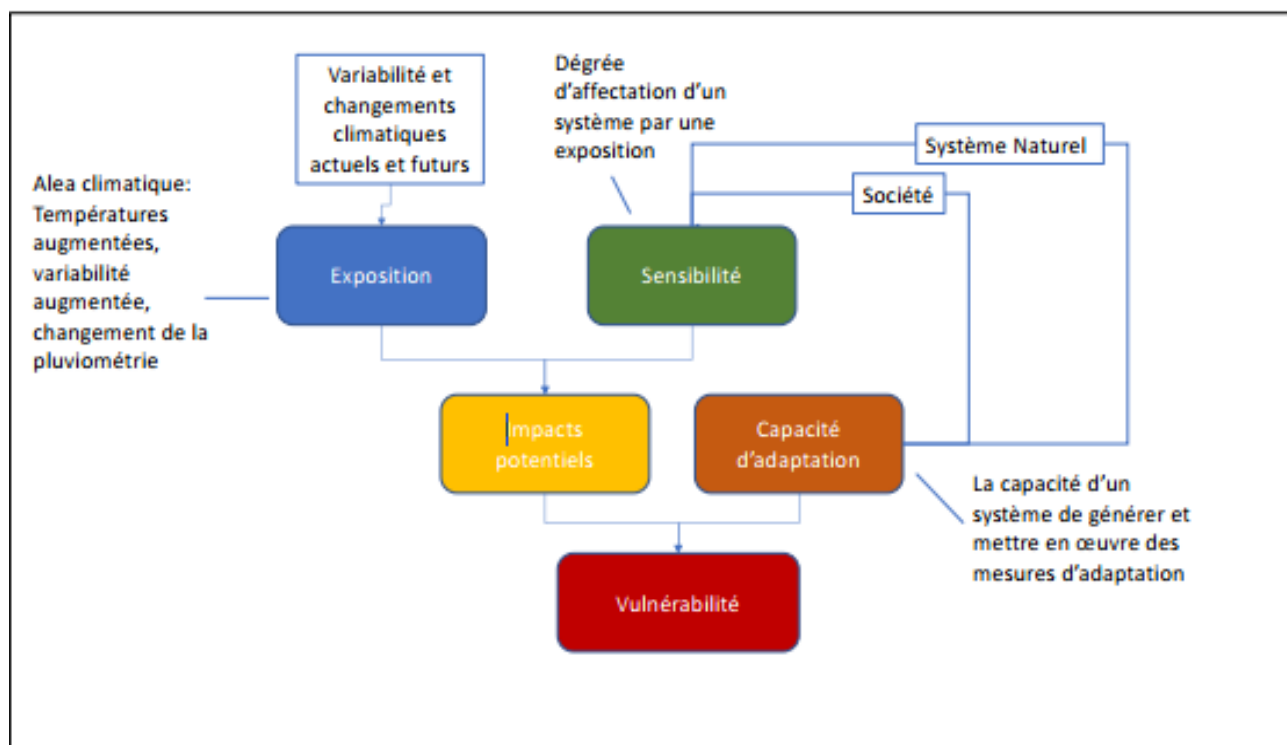 Variabilité et
changements
climatiques
actuels et futurs
Dégrée
d'affectation d'un
système par une
exposition
Système Naturel
Société
Alea climatique:
Températures
augmentées,
variabilité
augmentée,
changement de la
pluviométrie
Exposition
Sensibilité
Impacts
potentiels
Capacité
d'adaptation
La capacité d'un
système de générer et
mettre en œuvre des
mesures d'adaptation
Vulnérabilité